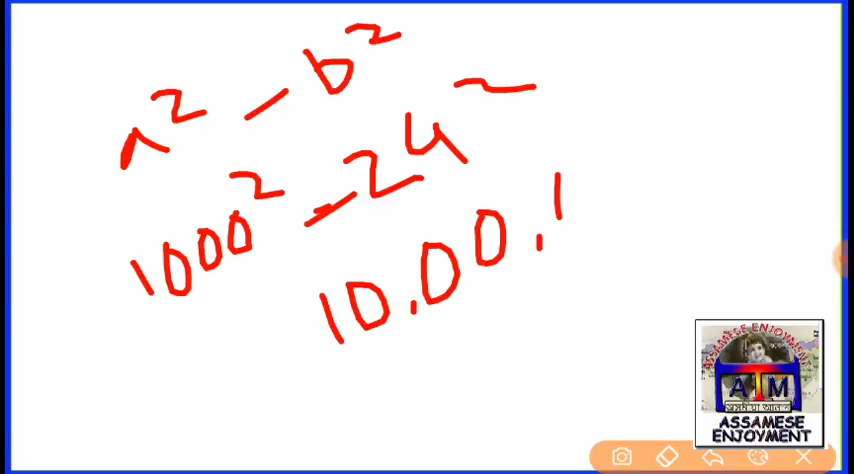 a² - b²
1000² - 24²
10,00,1
ASSAMESE ENJOYMENT
ATM
ASSAMESE
ENJOYMENT